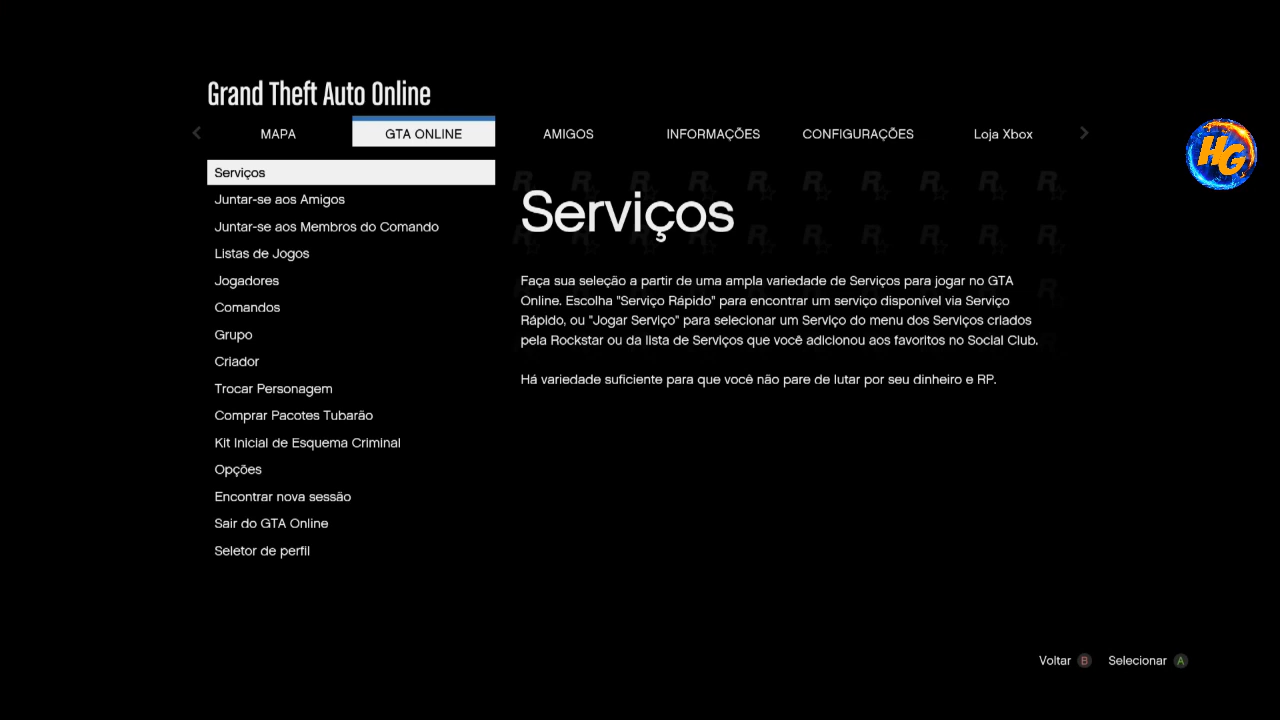 Grand Theft Auto Online
MAPA
GTA ONLINE
AMIGOS
INFORMAÇÕES
CONFIGURAÇÕES
Loja Xbox
HG
Serviços
Juntar-se aos Amigos
Juntar-se aos Membros do Comando
Listas de Jogos
Jogadores
Comandos
Grupo
Criador
Trocar Personagem
Comprar Pacotes Tubarão
Kit Inicial de Esquema Criminal
Opções
Encontrar nova sessão
Sair do GTA Online
Seletor de perfil
Serviços
Faça sua seleção a partir de uma ampla variedade de Serviços para jogar no GTA
Online. Escolha "Serviço Rápido" para encontrar um serviço disponível via Serviço
Rápido, ou "Jogar Serviço" para selecionar um Serviço do menu dos Serviços criados
pela Rockstar ou da lista de Serviços que você adicionou aos favoritos no Social Club.
Há variedade suficiente para que você não pare de lutar por seu dinheiro e RP.
Voltar B Selecionar A